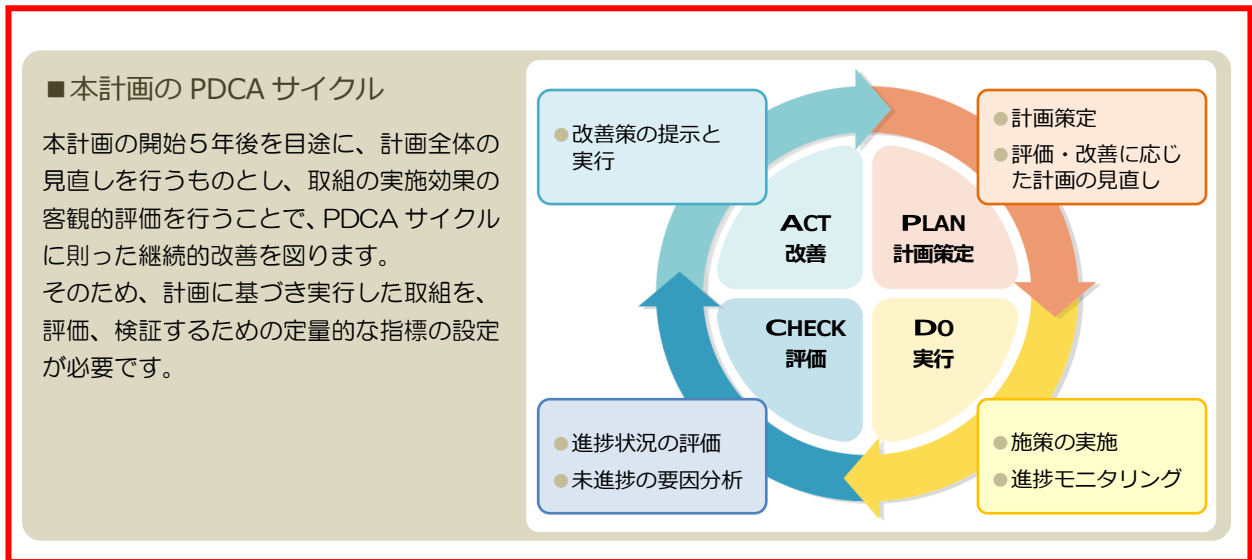 ■本計画の PDCA サイクル
本計画の開始５年後を目途に、計画全体の
見直しを行うものとし、取組の実施効果の
客観的評価を行うことで、PDCA サイクル
に則った継続的改善を図ります。
そのため、計画に基づき実行した取組を、
評価、検証するための定量的な指標の設定
が必要です。
●改善策の提示と
実行
●計画策定
●評価・改善に応じ
た計画の見直し
ACT
改善
PLAN
計画策定
CHECK
評価
DO
実行
●進捗状況の評価
●未進捗の要因分析
●施策の実施
●進捗モニタリング